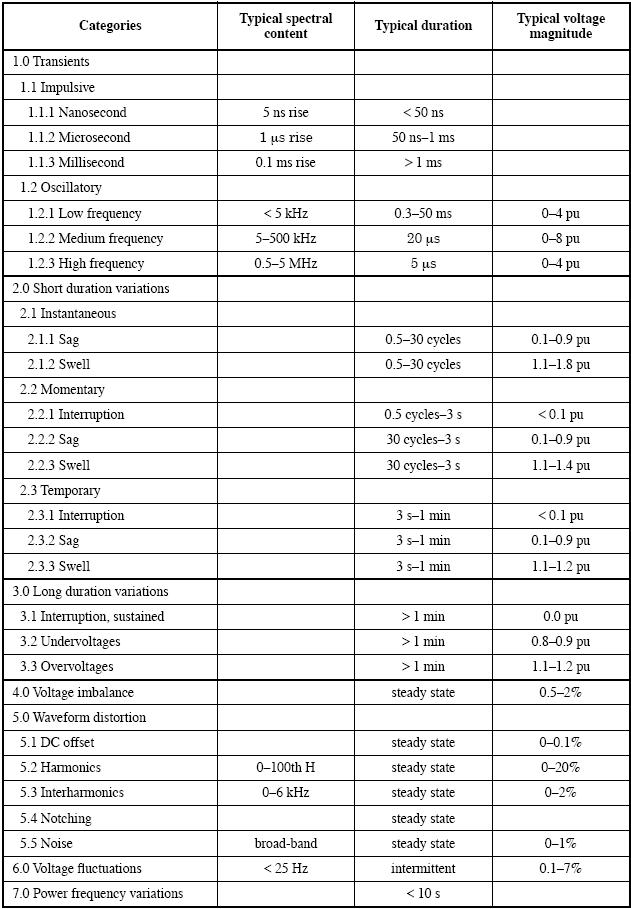 Categories Typical spectral content Typical duration Typical voltage magnitude
1.0 Transients
1.1 Impulsive
1.1.1 Nanosecond 5 ns rise < 50 ns
1.1.2 Microsecond 1 μs rise 50 ns–1 ms
1.1.3 Millisecond 0.1 ms rise > 1 ms
1.2 Oscillatory
1.2.1 Low frequency < 5 kHz 0.3–50 ms 0–4 pu
1.2.2 Medium frequency 5–500 kHz 20 μs 0–8 pu
1.2.3 High frequency 0.5–5 MHz 5 μs 0–4 pu
2.0 Short duration variations
2.1 Instantaneous
2.1.1 Sag 0.5–30 cycles 0.1–0.9 pu
2.1.2 Swell 0.5–30 cycles 1.1–1.8 pu
2.2 Momentary
2.2.1 Interruption 0.5 cycles–3 s < 0.1 pu
2.2.2 Sag 30 cycles–3 s 0.1–0.9 pu
2.2.3 Swell 30 cycles–3 s 1.1–1.4 pu
2.3 Temporary
2.3.1 Interruption 3 s–1 min < 0.1 pu
2.3.2 Sag 3 s–1 min 0.1–0.9 pu
2.3.3 Swell 3 s–1 min 1.1–1.2 pu
3.0 Long duration variations
3.1 Interruption, sustained > 1 min 0.0 pu
3.2 Undervoltages > 1 min 0.8–0.9 pu
3.3 Overvoltages > 1 min 1.1–1.2 pu
4.0 Voltage imbalance steady state 0.5–2%
5.0 Waveform distortion
5.1 DC offset steady state 0–0.1%
5.2 Harmonics 0–100th H steady state 0–20%
5.3 Interharmonics 0–6 kHz steady state 0–2%
5.4 Notching steady state
5.5 Noise broad-band steady state 0–1%
6.0 Voltage fluctuations < 25 Hz intermittent 0.1–7%
7.0 Power frequency variations < 10 s